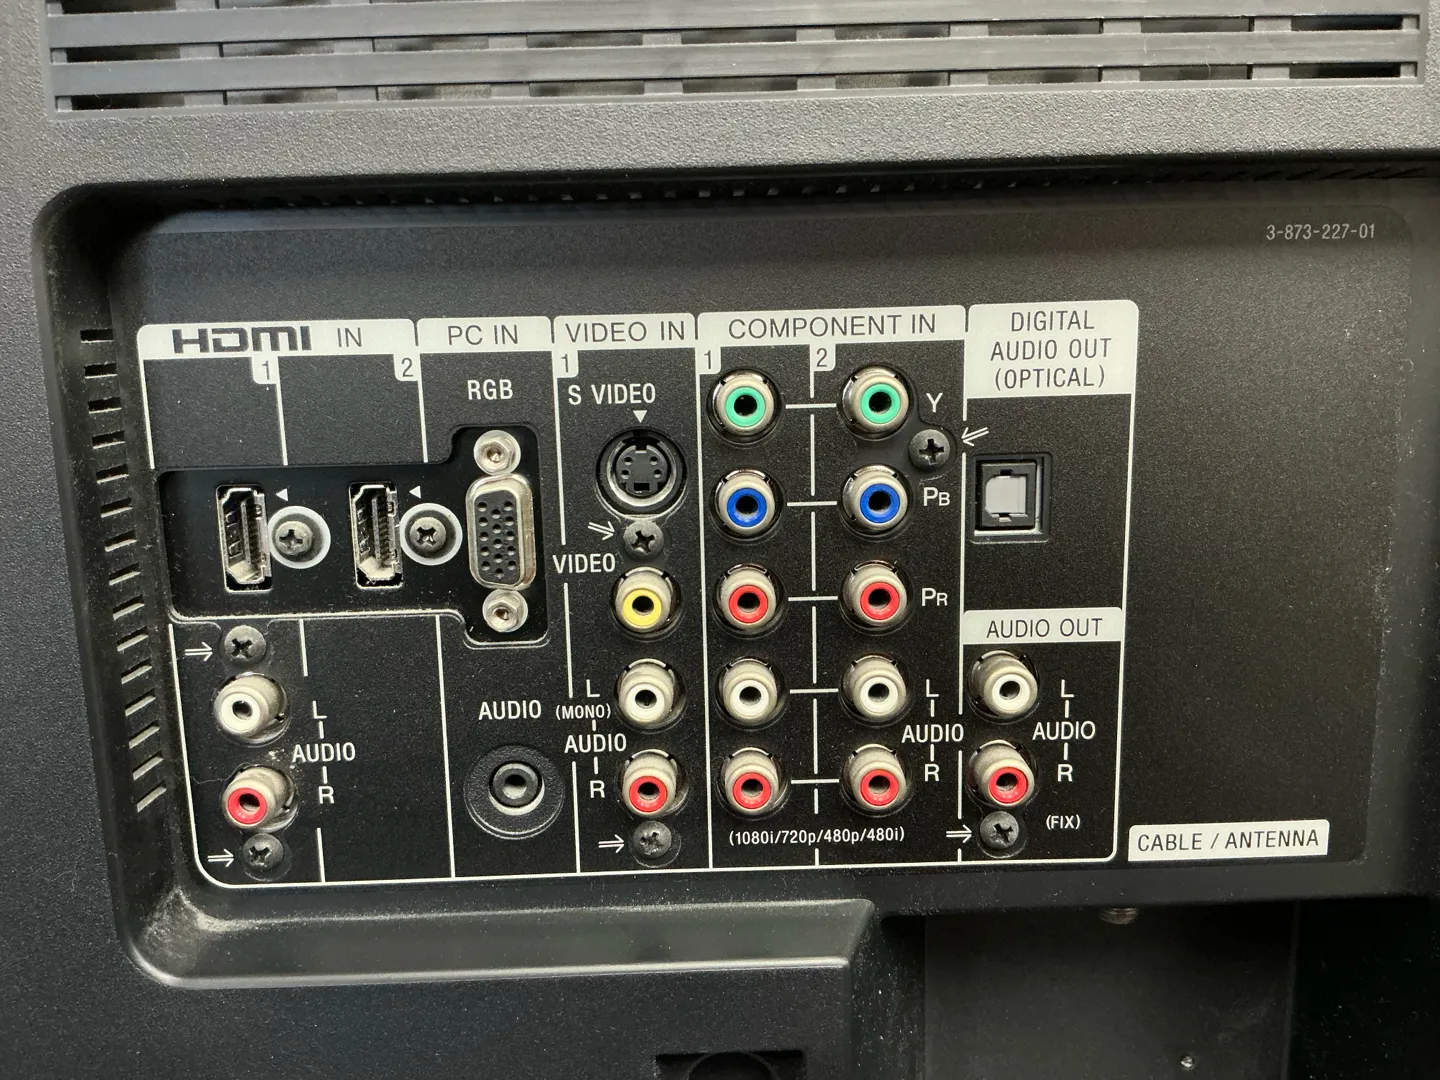 3-873-227-01
HDMI IN
1
2
PC IN
RGB
AUDIO
VIDEO IN
1
S VIDEO
VIDEO
L
(MONO)
AUDIO
R
COMPONENT IN
1
2
Y
PB
PR
L
AUDIO
R
(1080i/720p/480p/480i)
DIGITAL
AUDIO OUT
(OPTICAL)
AUDIO OUT
L
AUDIO
R
(FIX)
L
AUDIO
R
CABLE / ANTENNA